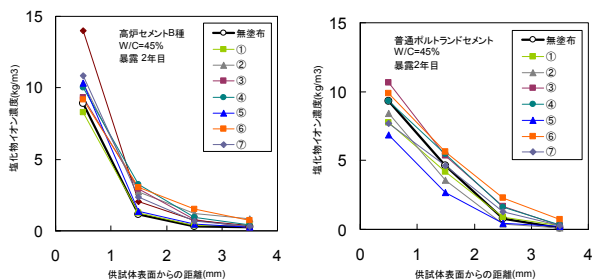 高炉セメントB種
W/C=45%
暴露 2年目
無塗布
①
②
③
④
⑤
⑥
⑦
塩化物イオン濃度(kg/m3)
15
10
5
0
0
1
2
3
4
供試体表面からの距離(mm)
普通ポルトランドセメント
W/C=45%
暴露2年目
無塗布
①
②
③
④
⑤
⑥
⑦
塩化物イオン濃度(kg/m3)
15
10
5
0
0
1
2
3
4
供試体表面からの距離(mm)